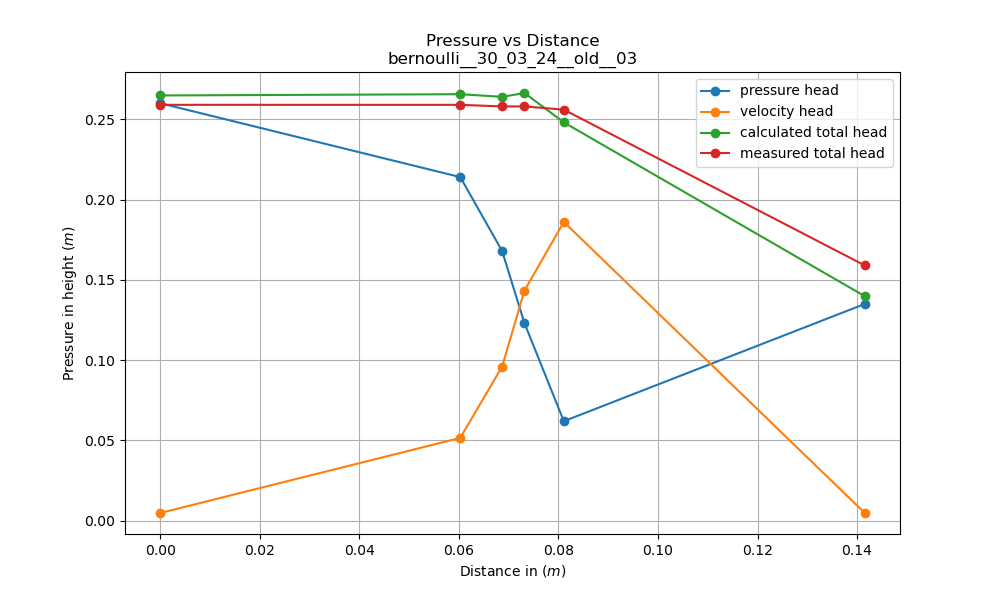 Pressure vs Distance
bernoulli__30_03_24__old__03
pressure head
velocity head
calculated total head
measured total head
0.25
0.20
0.15
0.10
0.05
0.00
Pressure in height (m)
0.00 0.02 0.04 0.06 0.08 0.10 0.12 0.14
Distance in (m)